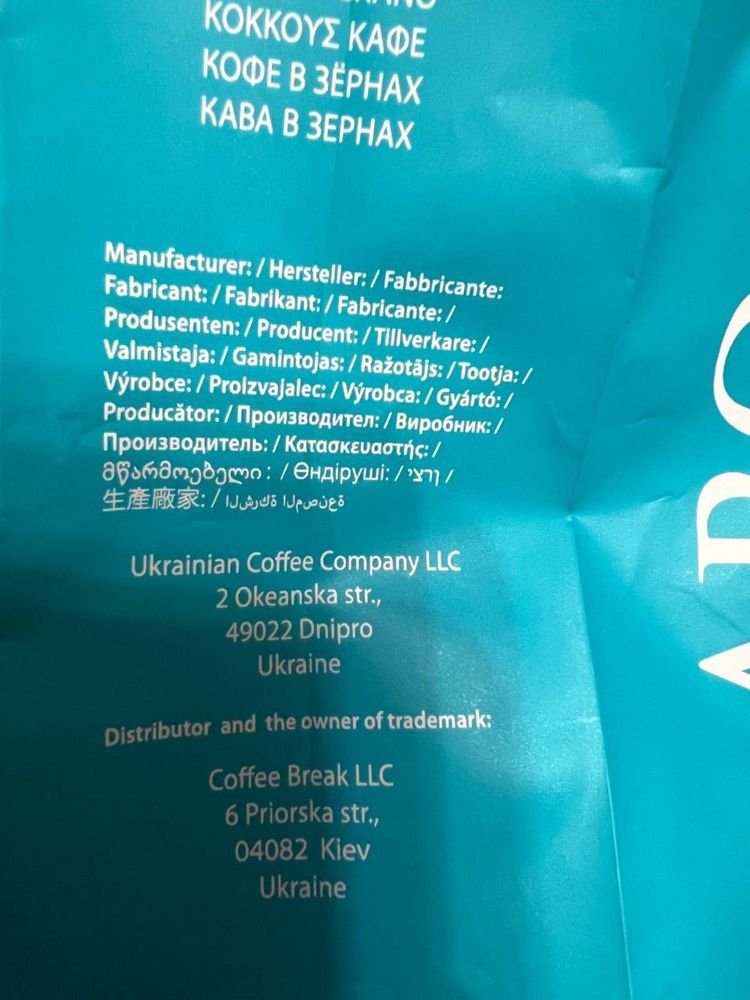 ΚΟΚΚΟΥΣ ΚΑΦΕ
КОФЕ В ЗЁРНАХ
КАВА В ЗЕРНАХ
Manufacturer: / Hersteller: / Fabbricante:
Fabricant: / Fabrikant: / Fabricante: /
Produsenten: / Producent: / Tillverkare: /
Valmistaja: / Gamintojas: / Ražotājs: / Tootja: /
Výrobce: / Proizvajalec: / Výrobca: / Gyártó: /
Producător: / Производител: / Виробник: /
Производитель: / Κατασκευαστής: /
მწარმოებელი: / Өндіруші: / יצרן /
生產廠家: / الشركة المصنعة
Ukrainian Coffee Company LLC
2 Okeanska str.,
49022 Dnipro
Ukraine
Distributor and the owner of trademark:
Coffee Break LLC
6 Priorska str.,
04082 Kiev
Ukraine